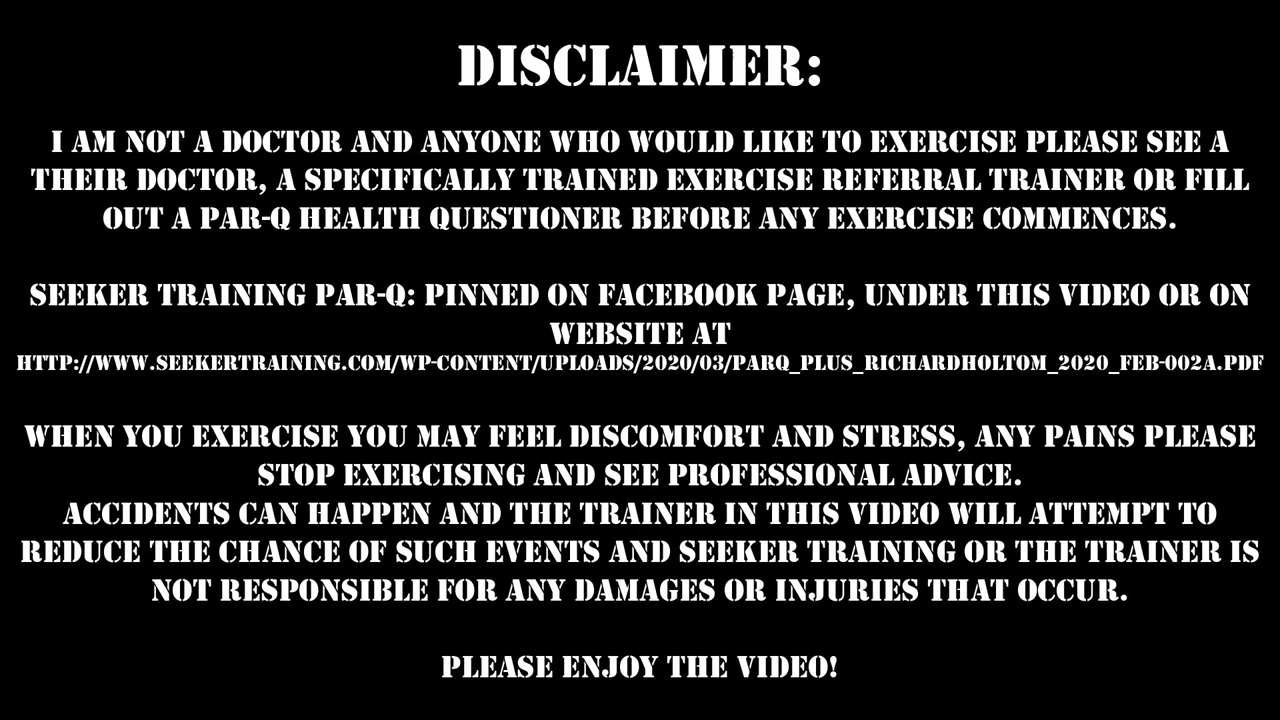 DISCLAIMER:
I AM NOT A DOCTOR AND ANYONE WHO WOULD LIKE TO EXERCISE PLEASE SEE A
THEIR DOCTOR, A SPECIFICALLY TRAINED EXERCISE REFERRAL TRAINER OR FILL
OUT A PAR-Q HEALTH QUESTIONER BEFORE ANY EXERCISE COMMENCES.
SEEKER TRAINING PAR-Q: PINNED ON FACEBOOK PAGE, UNDER THIS VIDEO OR ON
WEBSITE AT
HTTP://WWW.SEEKERTRAINING.COM/WP-CONTENT/UPLOADS/2020/03/PARQ_PLUS_RICHARDHOLTOM_2020_FEB-002A.PDF
WHEN YOU EXERCISE YOU MAY FEEL DISCOMFORT AND STRESS, ANY PAINS PLEASE
STOP EXERCISING AND SEE PROFESSIONAL ADVICE.
ACCIDENTS CAN HAPPEN AND THE TRAINER IN THIS VIDEO WILL ATTEMPT TO
REDUCE THE CHANCE OF SUCH EVENTS AND SEEKER TRAINING OR THE TRAINER IS
NOT RESPONSIBLE FOR ANY DAMAGES OR INJURIES THAT OCCUR.
PLEASE ENJOY THE VIDEO!